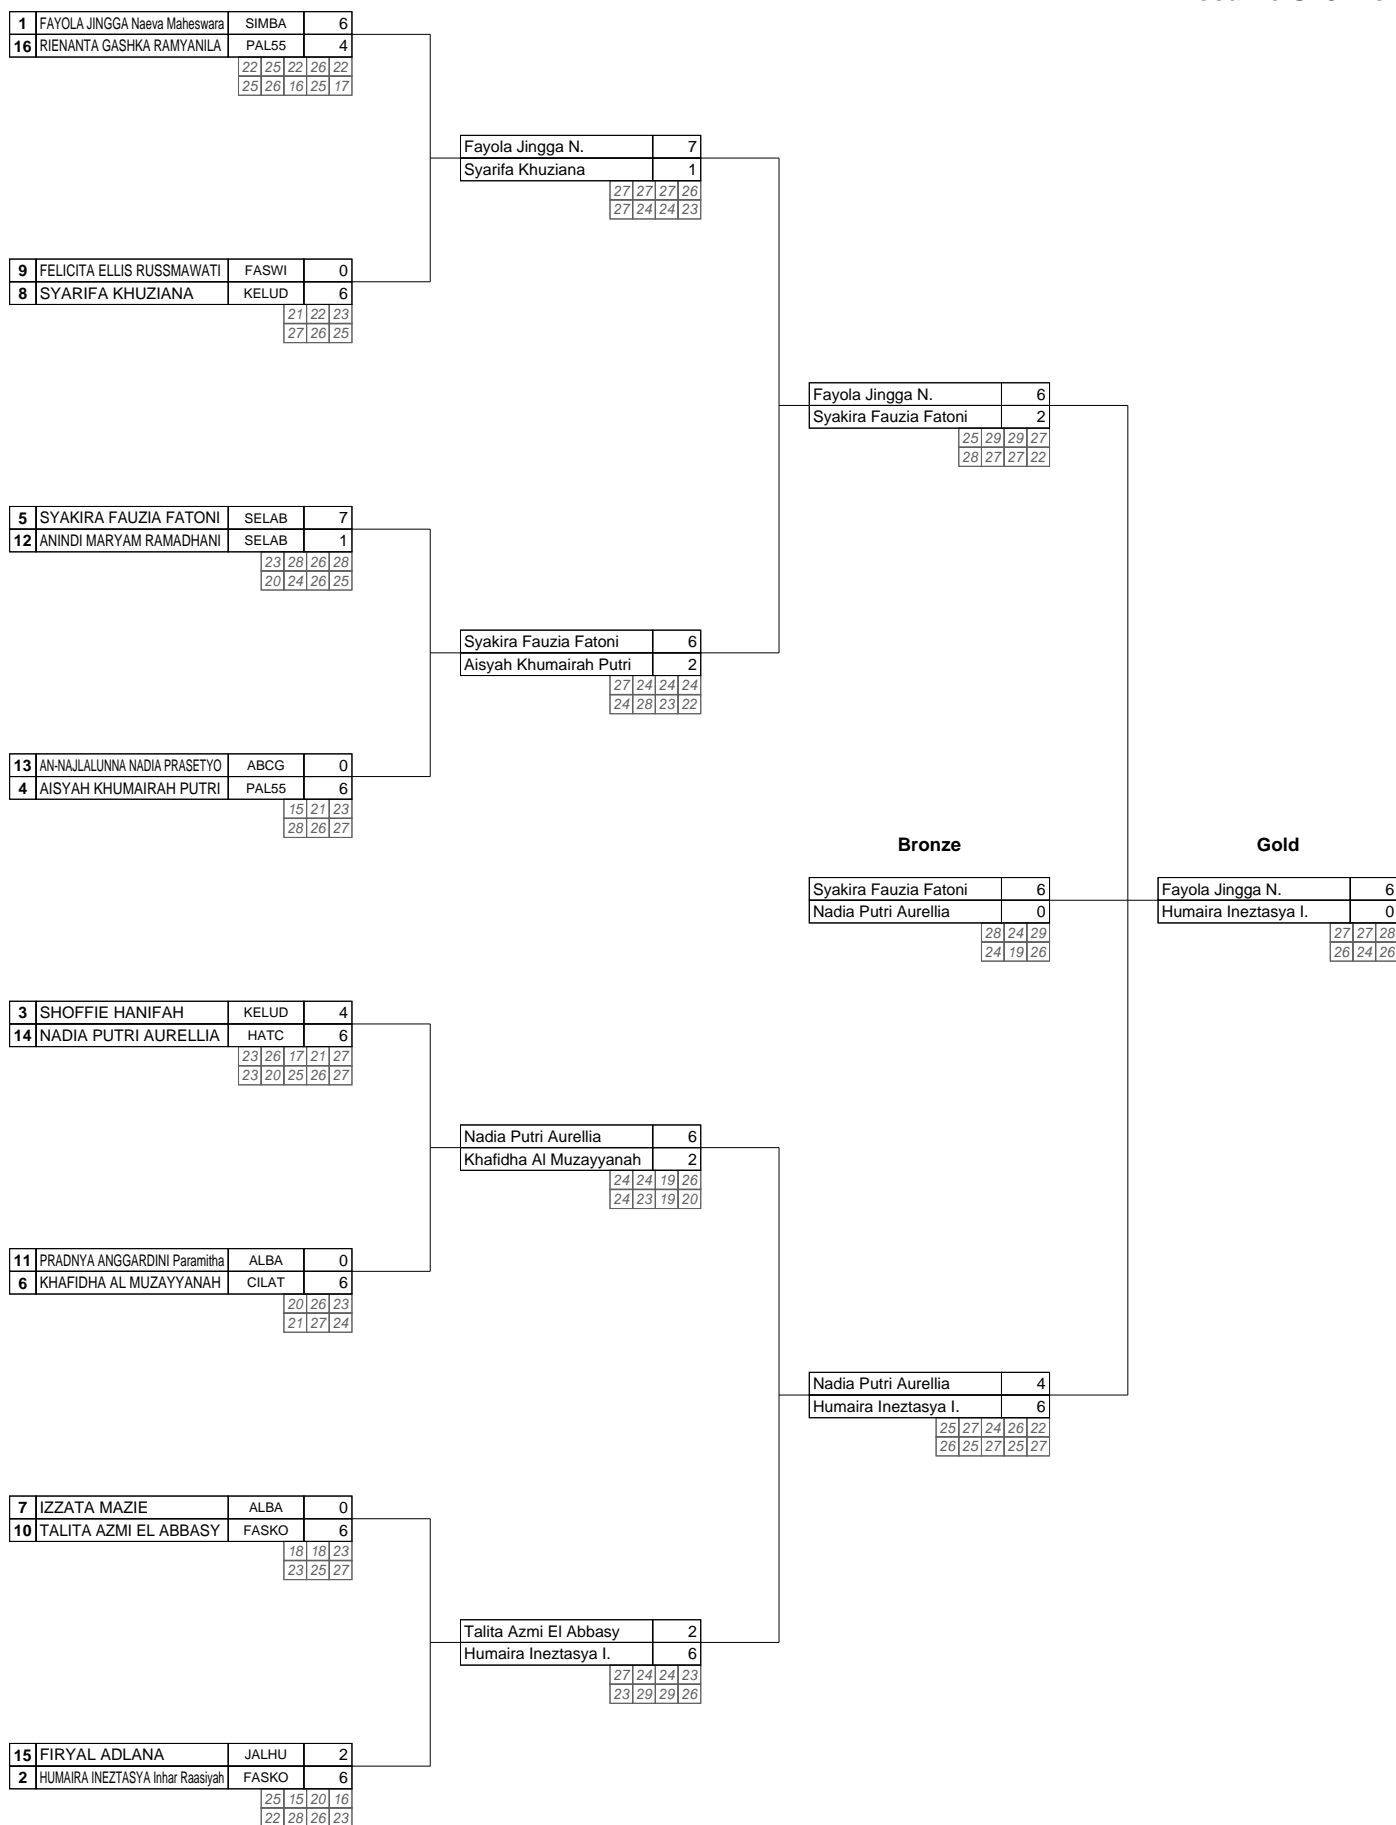 1 FAYOLA JINGGA Naeva Maheswara SIMBA 6
16 RIENANTA GASHKA RAMYANILA PAL55 4
22 25 22 26 22
25 26 16 25 17
Fayola Jingga N. 7
Syarifa Khuziana 1
27 27 27 26
27 24 24 23
9 FELICITA ELLIS RUSSMAWATI FASWI 0
8 SYARIFA KHUZIANA KELUD 6
21 22 23
27 26 25
Fayola Jingga N. 6
Syakira Fauzia Fatoni 2
25 29 29 27
28 27 27 22
5 SYAKIRA FAUZIA FATONI SELAB 7
12 ANINDI MARYAM RAMADHANI SELAB 1
23 28 26 28
20 24 26 25
Syakira Fauzia Fatoni 6
Aisyah Khumairah Putri 2
27 24 24 24
24 28 23 22
13 AN-NAJLALUNNA NADIA PRASETYO ABCG 0
4 AISYAH KHUMAIRAH PUTRI PAL55 6
15 21 23
28 26 27
Bronze Gold
Syakira Fauzia Fatoni 6 Fayola Jingga N. 6
Nadia Putri Aurellia 0 Humaira Ineztasya I. 0
28 24 29 27 27 28
24 19 26 26 24 26
3 SHOFFIE HANIFAH KELUD 4
14 NADIA PUTRI AURELLIA HATC 6
23 26 17 21 27
23 20 25 26 27
Nadia Putri Aurellia 6
Khafidha Al Muzayyanah 2
24 24 19 26
24 23 19 20
11 PRADNYA ANGGARDINI Paramitha ALBA 0
6 KHAFIDHA AL MUZAYYANAH CILAT 6
20 26 23
21 27 24
Nadia Putri Aurellia 4
Humaira Ineztasya I. 6
25 27 24 26 22
26 25 27 25 27
7 IZZATA MAZIE ALBA 0
10 TALITA AZMI EL ABBASY FASKO 6
18 18 23
23 25 27
Talita Azmi El Abbasy 2
Humaira Ineztasya I. 6
27 24 24 23
23 29 29 26
15 FIRYAL ADLANA JALHU 2
2 HUMAIRA INEZTASYA Inhar Raasiyah FASKO 6
25 15 20 16
22 28 26 23